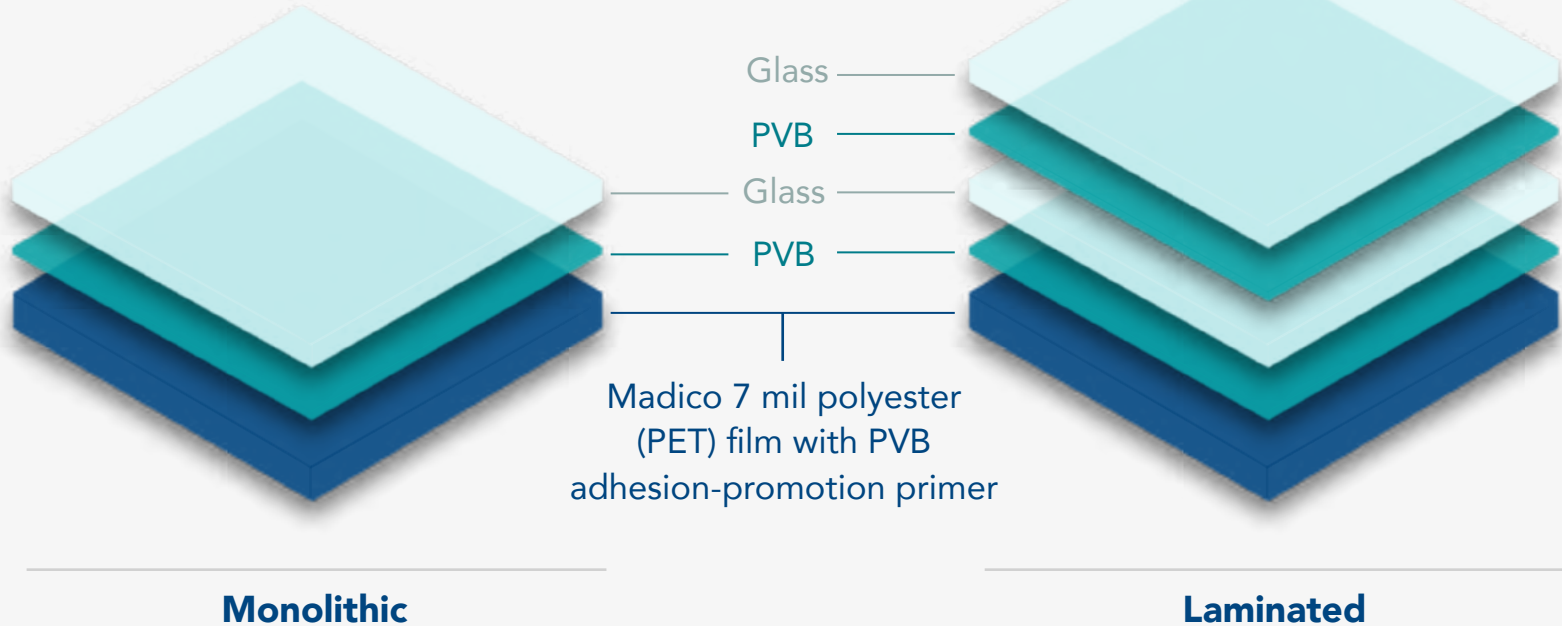 Glass
PVB
Glass
PVB
Madico 7 mil polyester
(PET) film with PVB
adhesion-promotion primer
Monolithic
Laminated